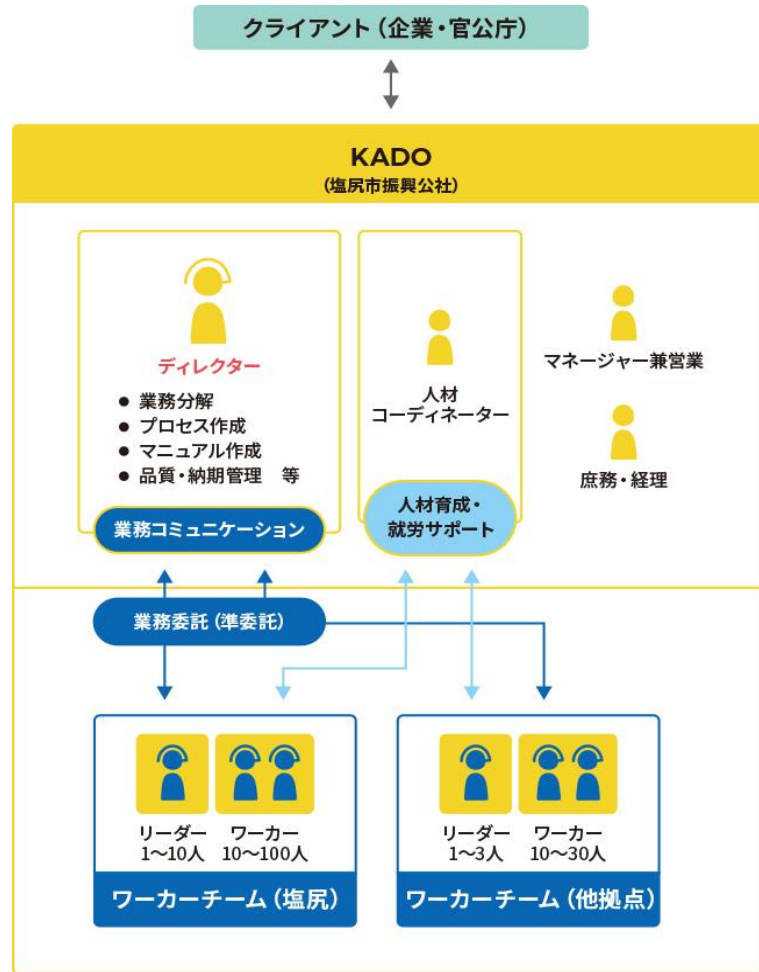 クライアント（企業・官公庁）
KADO
（塩尻市振興公社）
ディレクター
● 業務分解
● プロセス作成
● マニュアル作成
● 品質・納期管理　等
業務コミュニケーション
人材
コーディネーター
人材育成・
就労サポート
マネージャー兼営業
庶務・経理
業務委託（準委託）
リーダー
1〜10人
ワーカー
10〜100人
ワーカーチーム（塩尻）
リーダー
1〜3人
ワーカー
10〜30人
ワーカーチーム（他拠点）